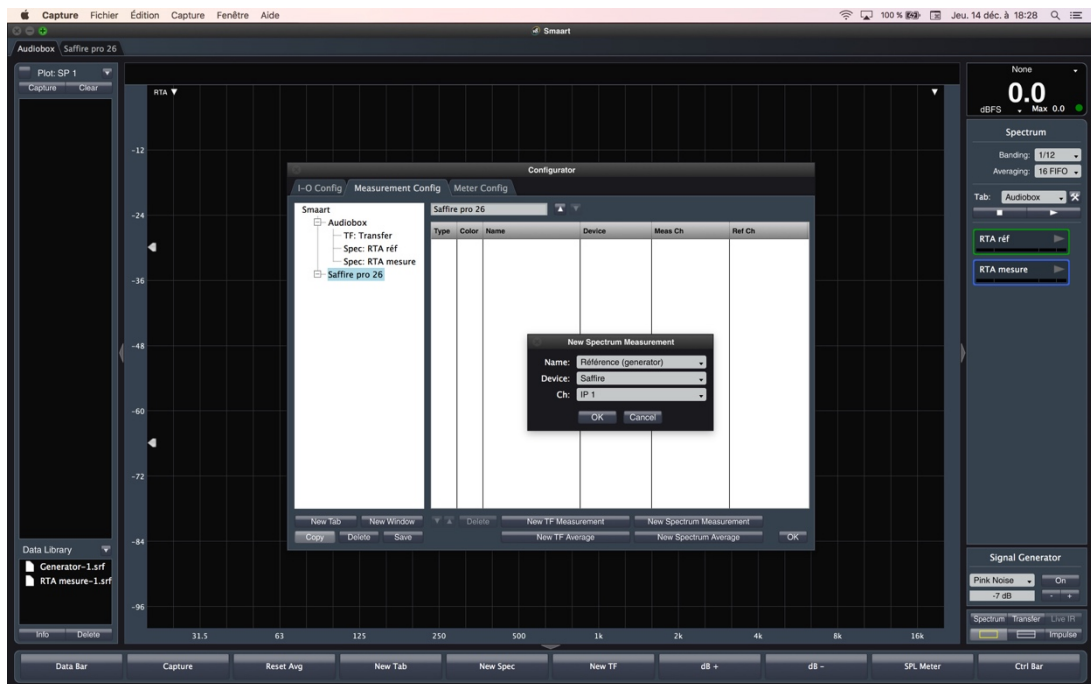 Capture Fichier Édition Capture Fenêtre Aide 100 % Jeu. 14 déc. à 18:28
Smaart
Audiobox Saffire pro 26
Plot: SP 1
Capture Clear
RTA
-12
-24
-36
-48
-60
-72
-84
-96
31.5 63 125 250 500 1k 2k 4k 8k 16k
Configurator
I-O Config Measurement Config Meter Config
Smaart
Audiobox
TF: Transfer
Spec: RTA réf
Spec: RTA mesure
Saffire pro 26
Saffire pro 26
Type Color Name Device Meas Ch Ref Ch
New Spectrum Measurement
Name: Référence (generator)
Device: Saffire
Ch: IP 1
OK Cancel
New Tab New Window Delete New TF Measurement New Spectrum Measurement
Copy Delete Save New TF Average New Spectrum Average OK
None
0.0
dBFS Max 0.0
Spectrum
Banding: 1/12
Averaging: 16 FIFO
Tab: Audiobox
RTA réf
RTA mesure
Data Library
Generator-1.srf
RTA mesure-1.srf
Info Delete
Signal Generator
Pink Noise On
-7 dB - +
Spectrum Transfer Live IR
Impulse
Data Bar Capture Reset Avg New Tab New Spec New TF dB + dB - SPL Meter Ctrl Bar